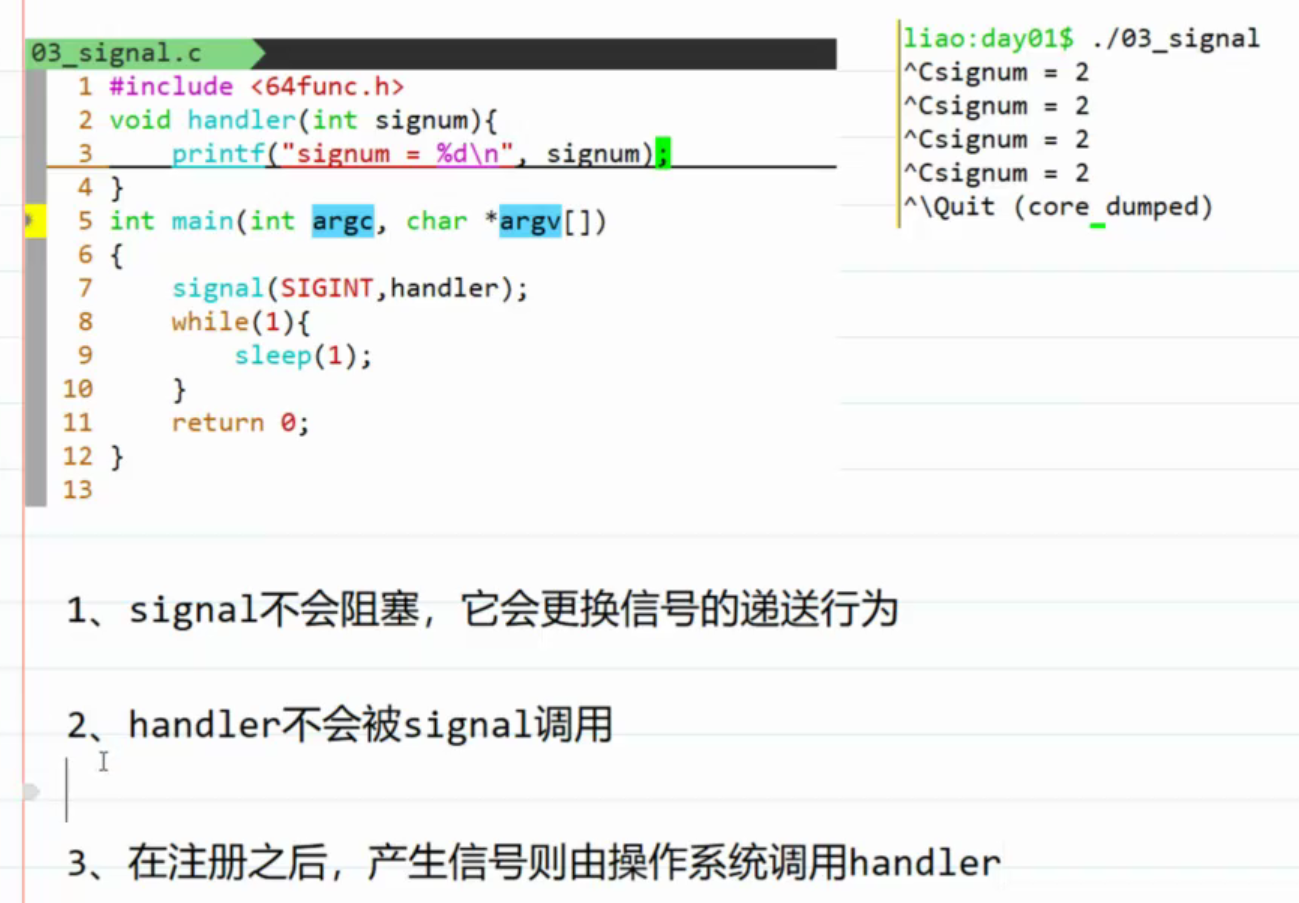 03_signal.c
1 #include <64func.h>
2 void handler(int signum){
3     printf("signum = %d\n", signum);
4 }
5 int main(int argc, char *argv[])
6 {
7     signal(SIGINT,handler);
8     while(1){
9         sleep(1);
10     }
11     return 0;
12 }
13
liao:day01$ ./03_signal
^Csignum = 2
^Csignum = 2
^Csignum = 2
^Csignum = 2
^\Quit (core dumped)
1、signal不会阻塞，它会更换信号的递送行为
2、handler不会被signal调用
3、在注册之后，产生信号则由操作系统调用handler